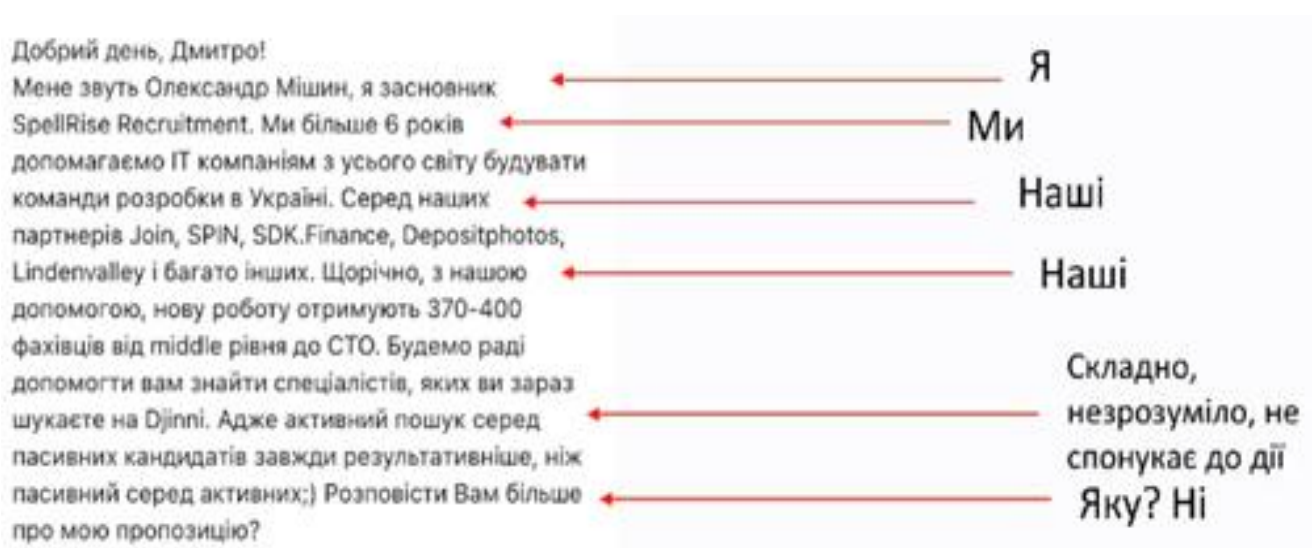 Добрий день, Дмитро!
Мене звуть Олександр Мішин, я засновник
SpellRise Recruitment. Ми більше 6 років
допомагаємо ІТ компаніям з усього світу будувати
команди розробки в Україні. Серед наших
партнерів Join, SPIN, SDK.Finance, Depositphotos,
Lindenvalley і багато інших. Щорічно, з нашою
допомогою, нову роботу отримують 370-400
фахівців від middle рівня до СТО. Будемо раді
допомогти вам знайти спеціалістів, яких ви зараз
шукаєте на Djinni. Адже активний пошук серед
пасивних кандидатів завжди результативніше, ніж
пасивний серед активних;) Розповісти Вам більше
про мою пропозицію?
Я
Ми
Наші
Наші
Складно,
незрозуміло, не
спонукає до дії
Яку? Ні